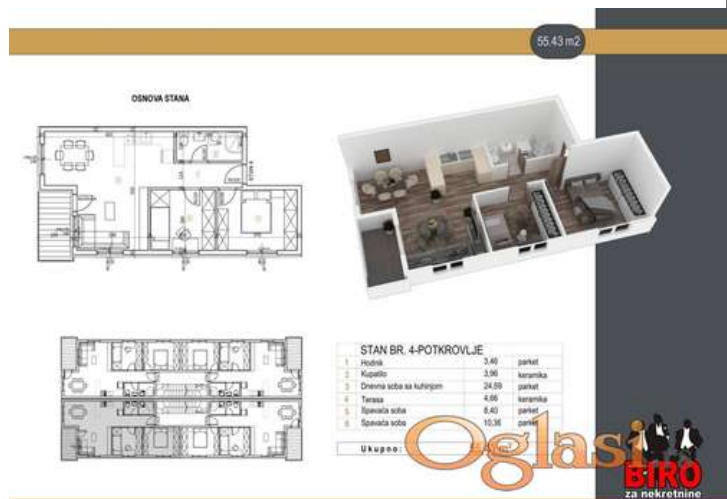 55.43 m2
OSNOVA STANA
STAN BR. 4-POTKROVLJE
1 Hodnik 3,46 parket
2 Kupatilo 3,96 keramika
3 Dnevna soba sa kuhinjom 24,59 parket
4 Terasa 4,66 keramika
5 Spavaća soba 8,40 parket
6 Spavaća soba 10,36 parket
Ukupno:
Oglasi
BIRO
za nekretnine